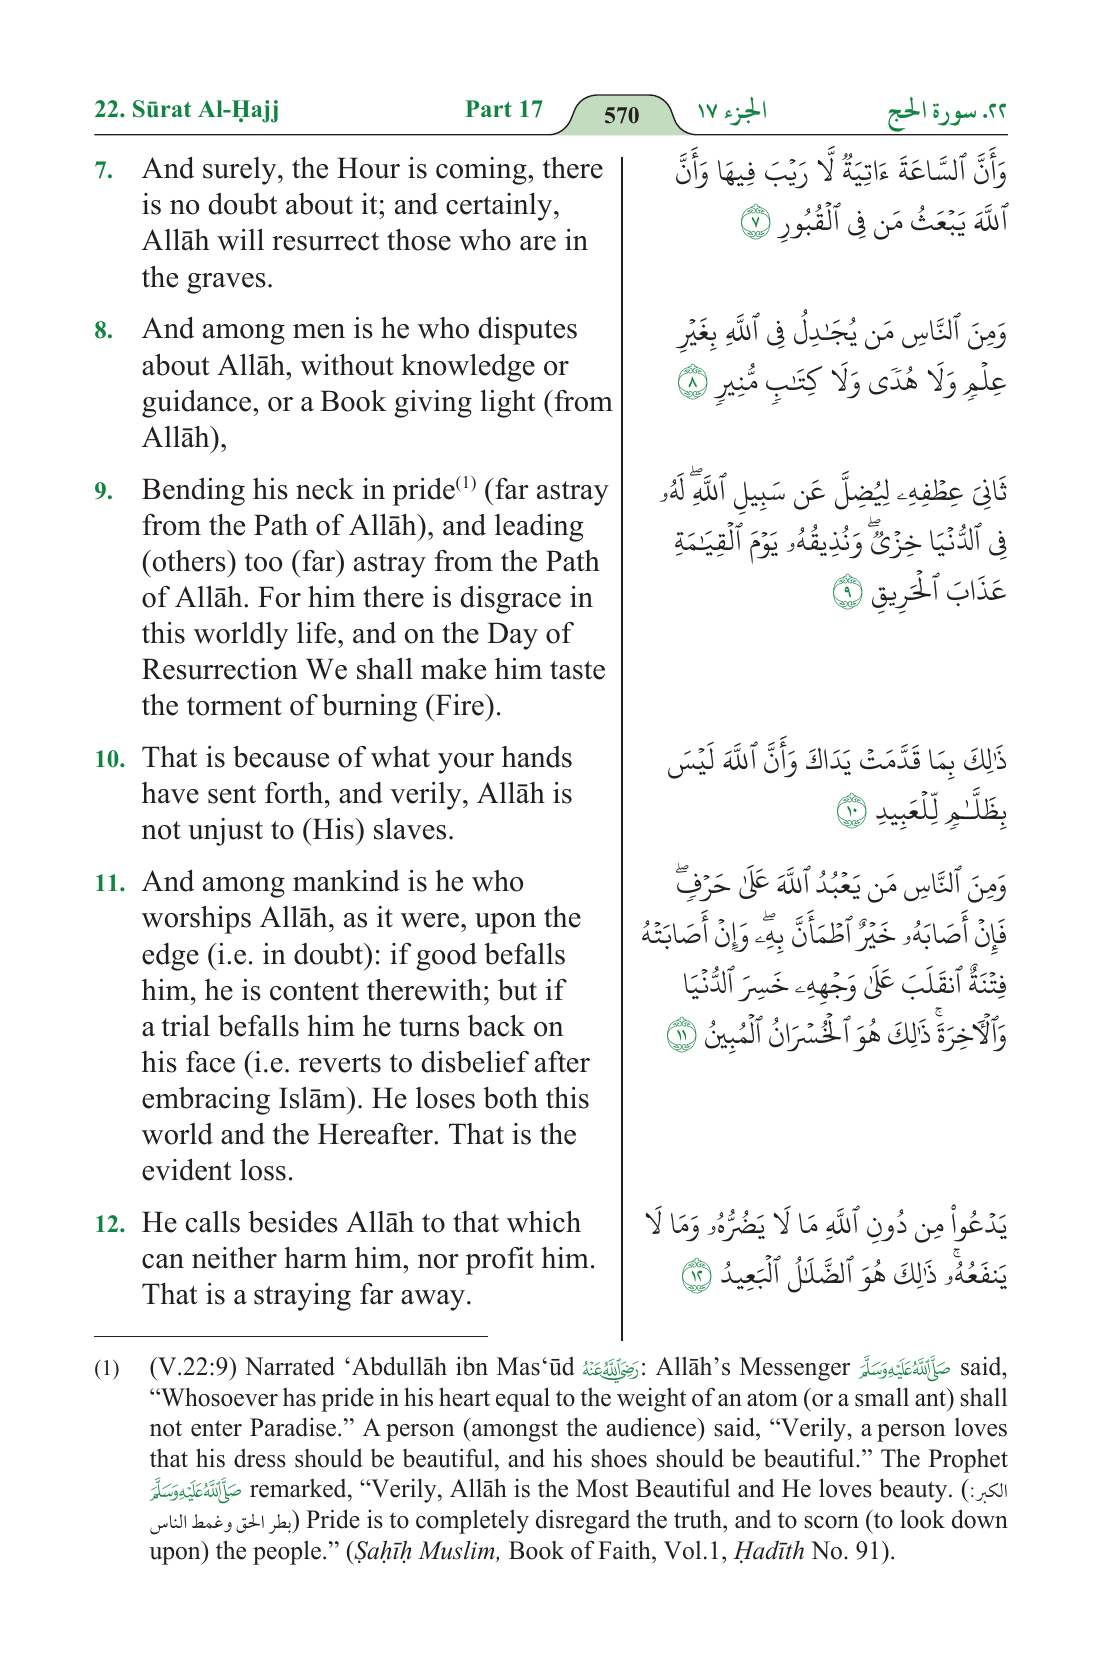 22. Sūrat Al-Ḥajj Part 17 570 الجزء ١٧ ٢٢. سورة الحج
7. And surely, the Hour is coming, there
is no doubt about it; and certainly,
Allāh will resurrect those who are in
the graves.
وَأَنَّ ٱلسَّاعَةَ ءَاتِيَةٞ لَّا رَيۡبَ فِيهَا وَأَنَّ
ٱللَّهَ يَبۡعَثُ مَن فِي ٱلۡقُبُورِ ٧
8. And among men is he who disputes
about Allāh, without knowledge or
guidance, or a Book giving light (from
Allāh),
وَمِنَ ٱلنَّاسِ مَن يُجَٰدِلُ فِي ٱللَّهِ بِغَيۡرِ
عِلۡمٖ وَلَا هُدٗى وَلَا كِتَٰبٖ مُّنِيرٖ ٨
9. Bending his neck in pride(1) (far astray
from the Path of Allāh), and leading
(others) too (far) astray from the Path
of Allāh. For him there is disgrace in
this worldly life, and on the Day of
Resurrection We shall make him taste
the torment of burning (Fire).
ثَانِيَ عِطۡفِهِۦ لِيُضِلَّ عَن سَبِيلِ ٱللَّهِۖ لَهُۥ
فِي ٱلدُّنۡيَا خِزۡيٞۖ وَنُذِيقُهُۥ يَوۡمَ ٱلۡقِيَٰمَةِ
عَذَابَ ٱلۡحَرِيقِ ٩
10. That is because of what your hands
have sent forth, and verily, Allāh is
not unjust to (His) slaves.
ذَٰلِكَ بِمَا قَدَّمَتۡ يَدَاكَ وَأَنَّ ٱللَّهَ لَيۡسَ
بِظَلَّٰمٖ لِّلۡعَبِيدِ ١٠
11. And among mankind is he who
worships Allāh, as it were, upon the
edge (i.e. in doubt): if good befalls
him, he is content therewith; but if
a trial befalls him he turns back on
his face (i.e. reverts to disbelief after
embracing Islām). He loses both this
world and the Hereafter. That is the
evident loss.
وَمِنَ ٱلنَّاسِ مَن يَعۡبُدُ ٱللَّهَ عَلَىٰ حَرۡفٖۖ
فَإِنۡ أَصَابَهُۥ خَيۡرٌ ٱطۡمَأَنَّ بِهِۦۖ وَإِنۡ أَصَابَتۡهُ
فِتۡنَةٌ ٱنقَلَبَ عَلَىٰ وَجۡهِهِۦ خَسِرَ ٱلدُّنۡيَا
وَٱلۡأٓخِرَةَۚ ذَٰلِكَ هُوَ ٱلۡخُسۡرَانُ ٱلۡمُبِينُ ١١
12. He calls besides Allāh to that which
can neither harm him, nor profit him.
That is a straying far away.
يَدۡعُواْ مِن دُونِ ٱللَّهِ مَا لَا يَضُرُّهُۥ وَمَا لَا
يَنفَعُهُۥۚ ذَٰلِكَ هُوَ ٱلضَّلَٰلُ ٱلۡبَعِيدُ ١٢
(1) (V.22:9) Narrated ‘Abdullāh ibn Mas‘ūd رضي الله عنه: Allāh’s Messenger صلى الله عليه وسلم said,
“Whosoever has pride in his heart equal to the weight of an atom (or a small ant) shall
not enter Paradise.” A person (amongst the audience) said, “Verily, a person loves
that his dress should be beautiful, and his shoes should be beautiful.” The Prophet
صلى الله عليه وسلم remarked, “Verily, Allāh is the Most Beautiful and He loves beauty. (الكبر:
بطر الحق وغمط الناس) Pride is to completely disregard the truth, and to scorn (to look down
upon) the people.” (Ṣaḥīḥ Muslim, Book of Faith, Vol.1, Ḥadīth No. 91).